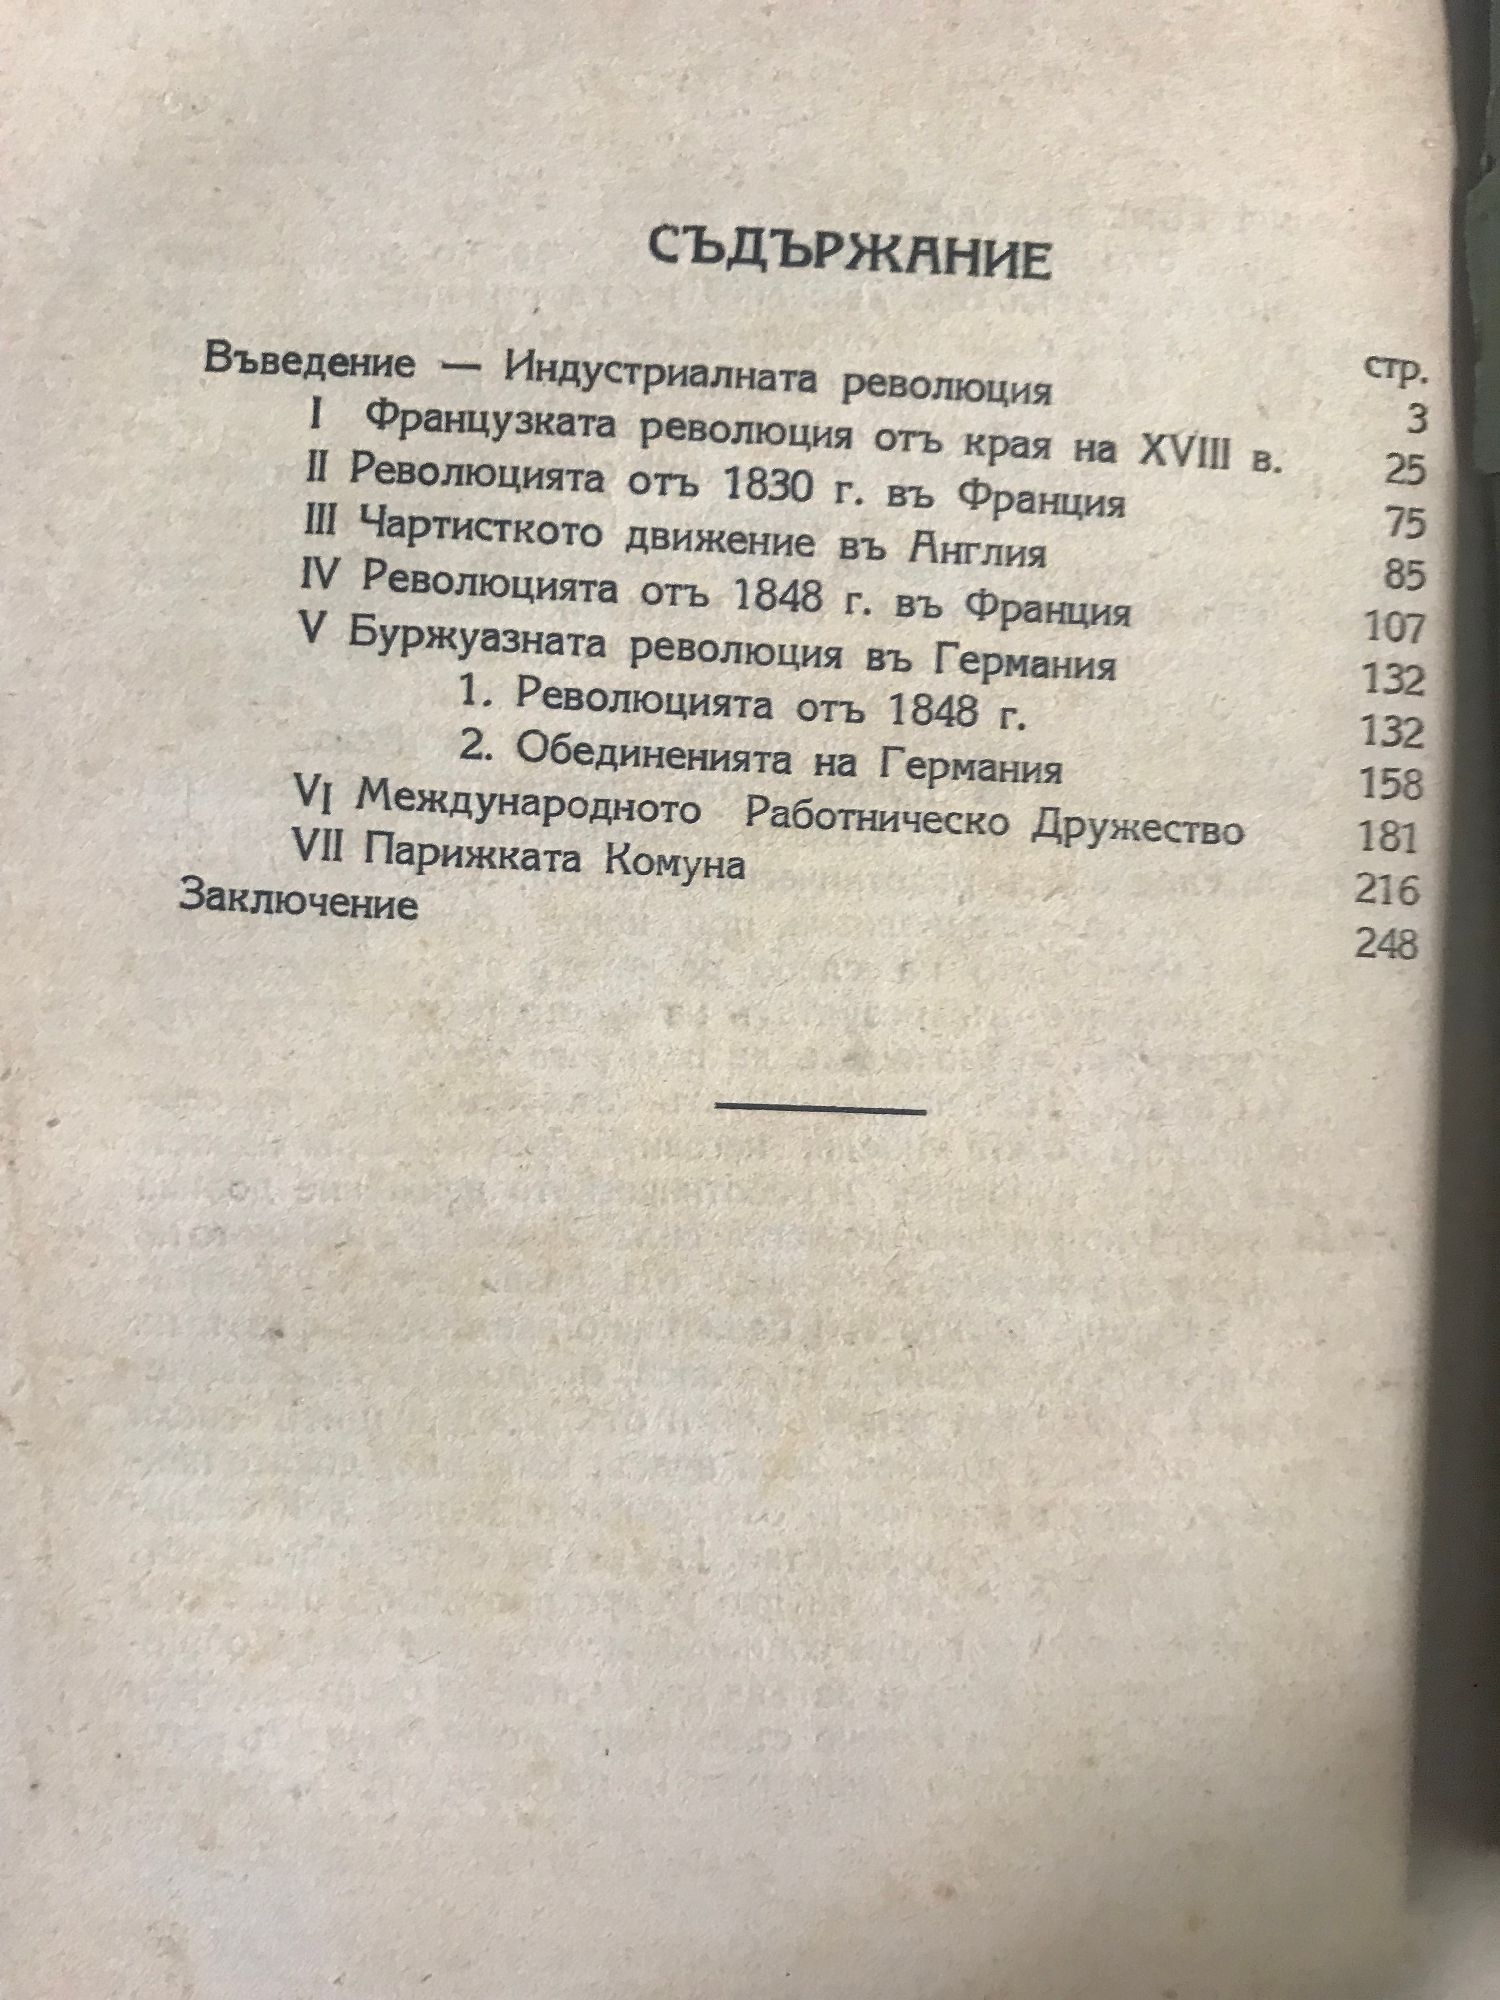 СЪДЪРЖАНИЕ
стр.
Въведение — Индустриалната революция 3
I Французката революция отъ края на XVIII в. 25
II Революцията отъ 1830 г. въ Франция 75
III Чартисткото движение въ Англия 85
IV Революцията отъ 1848 г. въ Франция 107
V Буржуазната революция въ Германия 132
1. Революцията отъ 1848 г. 132
2. Обединенията на Германия 158
VI Международното Работническо Дружество 181
VII Парижката Комуна 216
Заключение 248